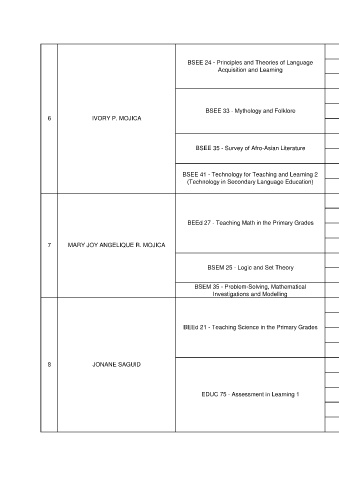 6
IVORY P. MOJICA
BSEE 24 - Principles and Theories of Language
Acquisition and Learning
BSEE 33 - Mythology and Folklore
BSEE 35 - Survey of Afro-Asian Literature
BSEE 41 - Technology for Teaching and Learning 2
(Technology in Secondary Language Education)
7
MARY JOY ANGELIQUE R. MOJICA
BEEd 27 - Teaching Math in the Primary Grades
BSEM 25 - Logic and Set Theory
BSEM 35 - Problem-Solving, Mathematical
Investigations and Modelling
8
JONANE SAGUID
BEEd 21 - Teaching Science in the Primary Grades
EDUC 75 - Assessment in Learning 1